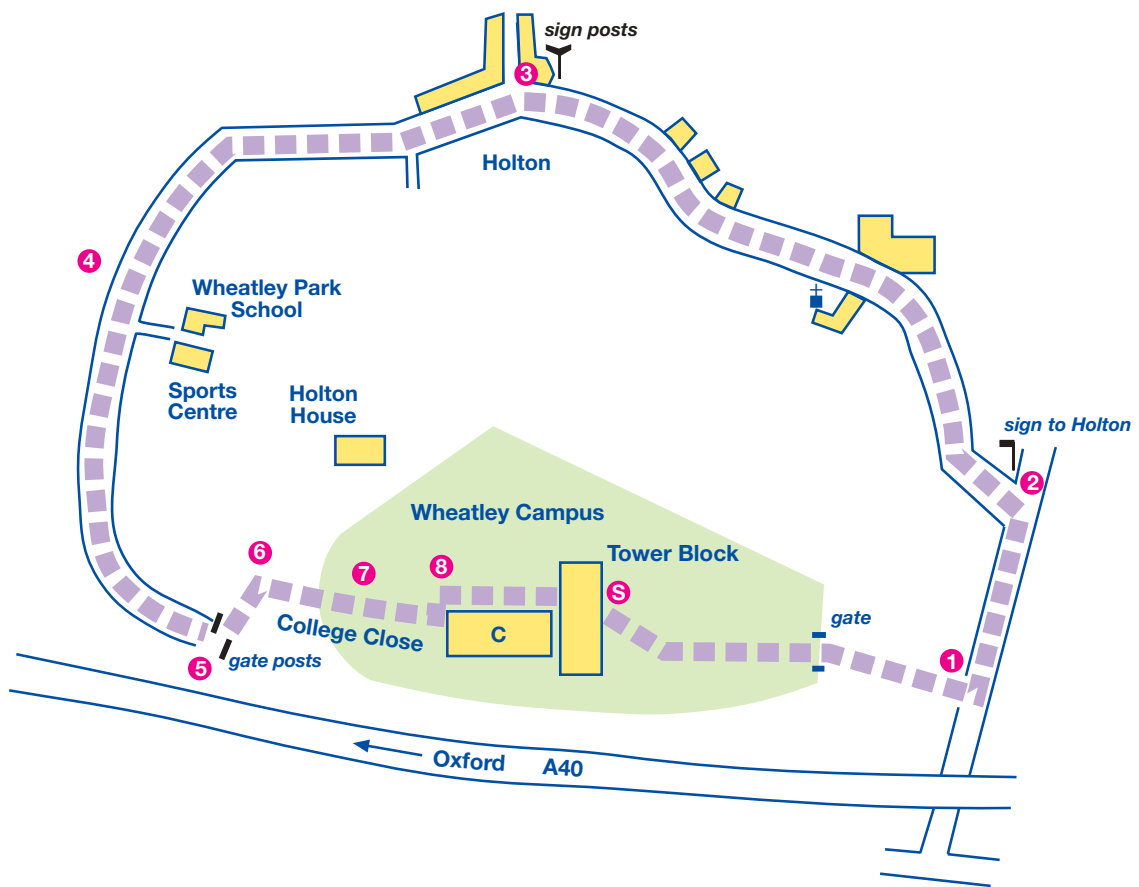 sign posts
3
Holton
4
Wheatley Park
School
Sports
Centre
Holton
House
sign to Holton
2
Wheatley Campus
Tower Block
6
7
8
S
gate
College Close
C
1
5
gate posts
Oxford A40